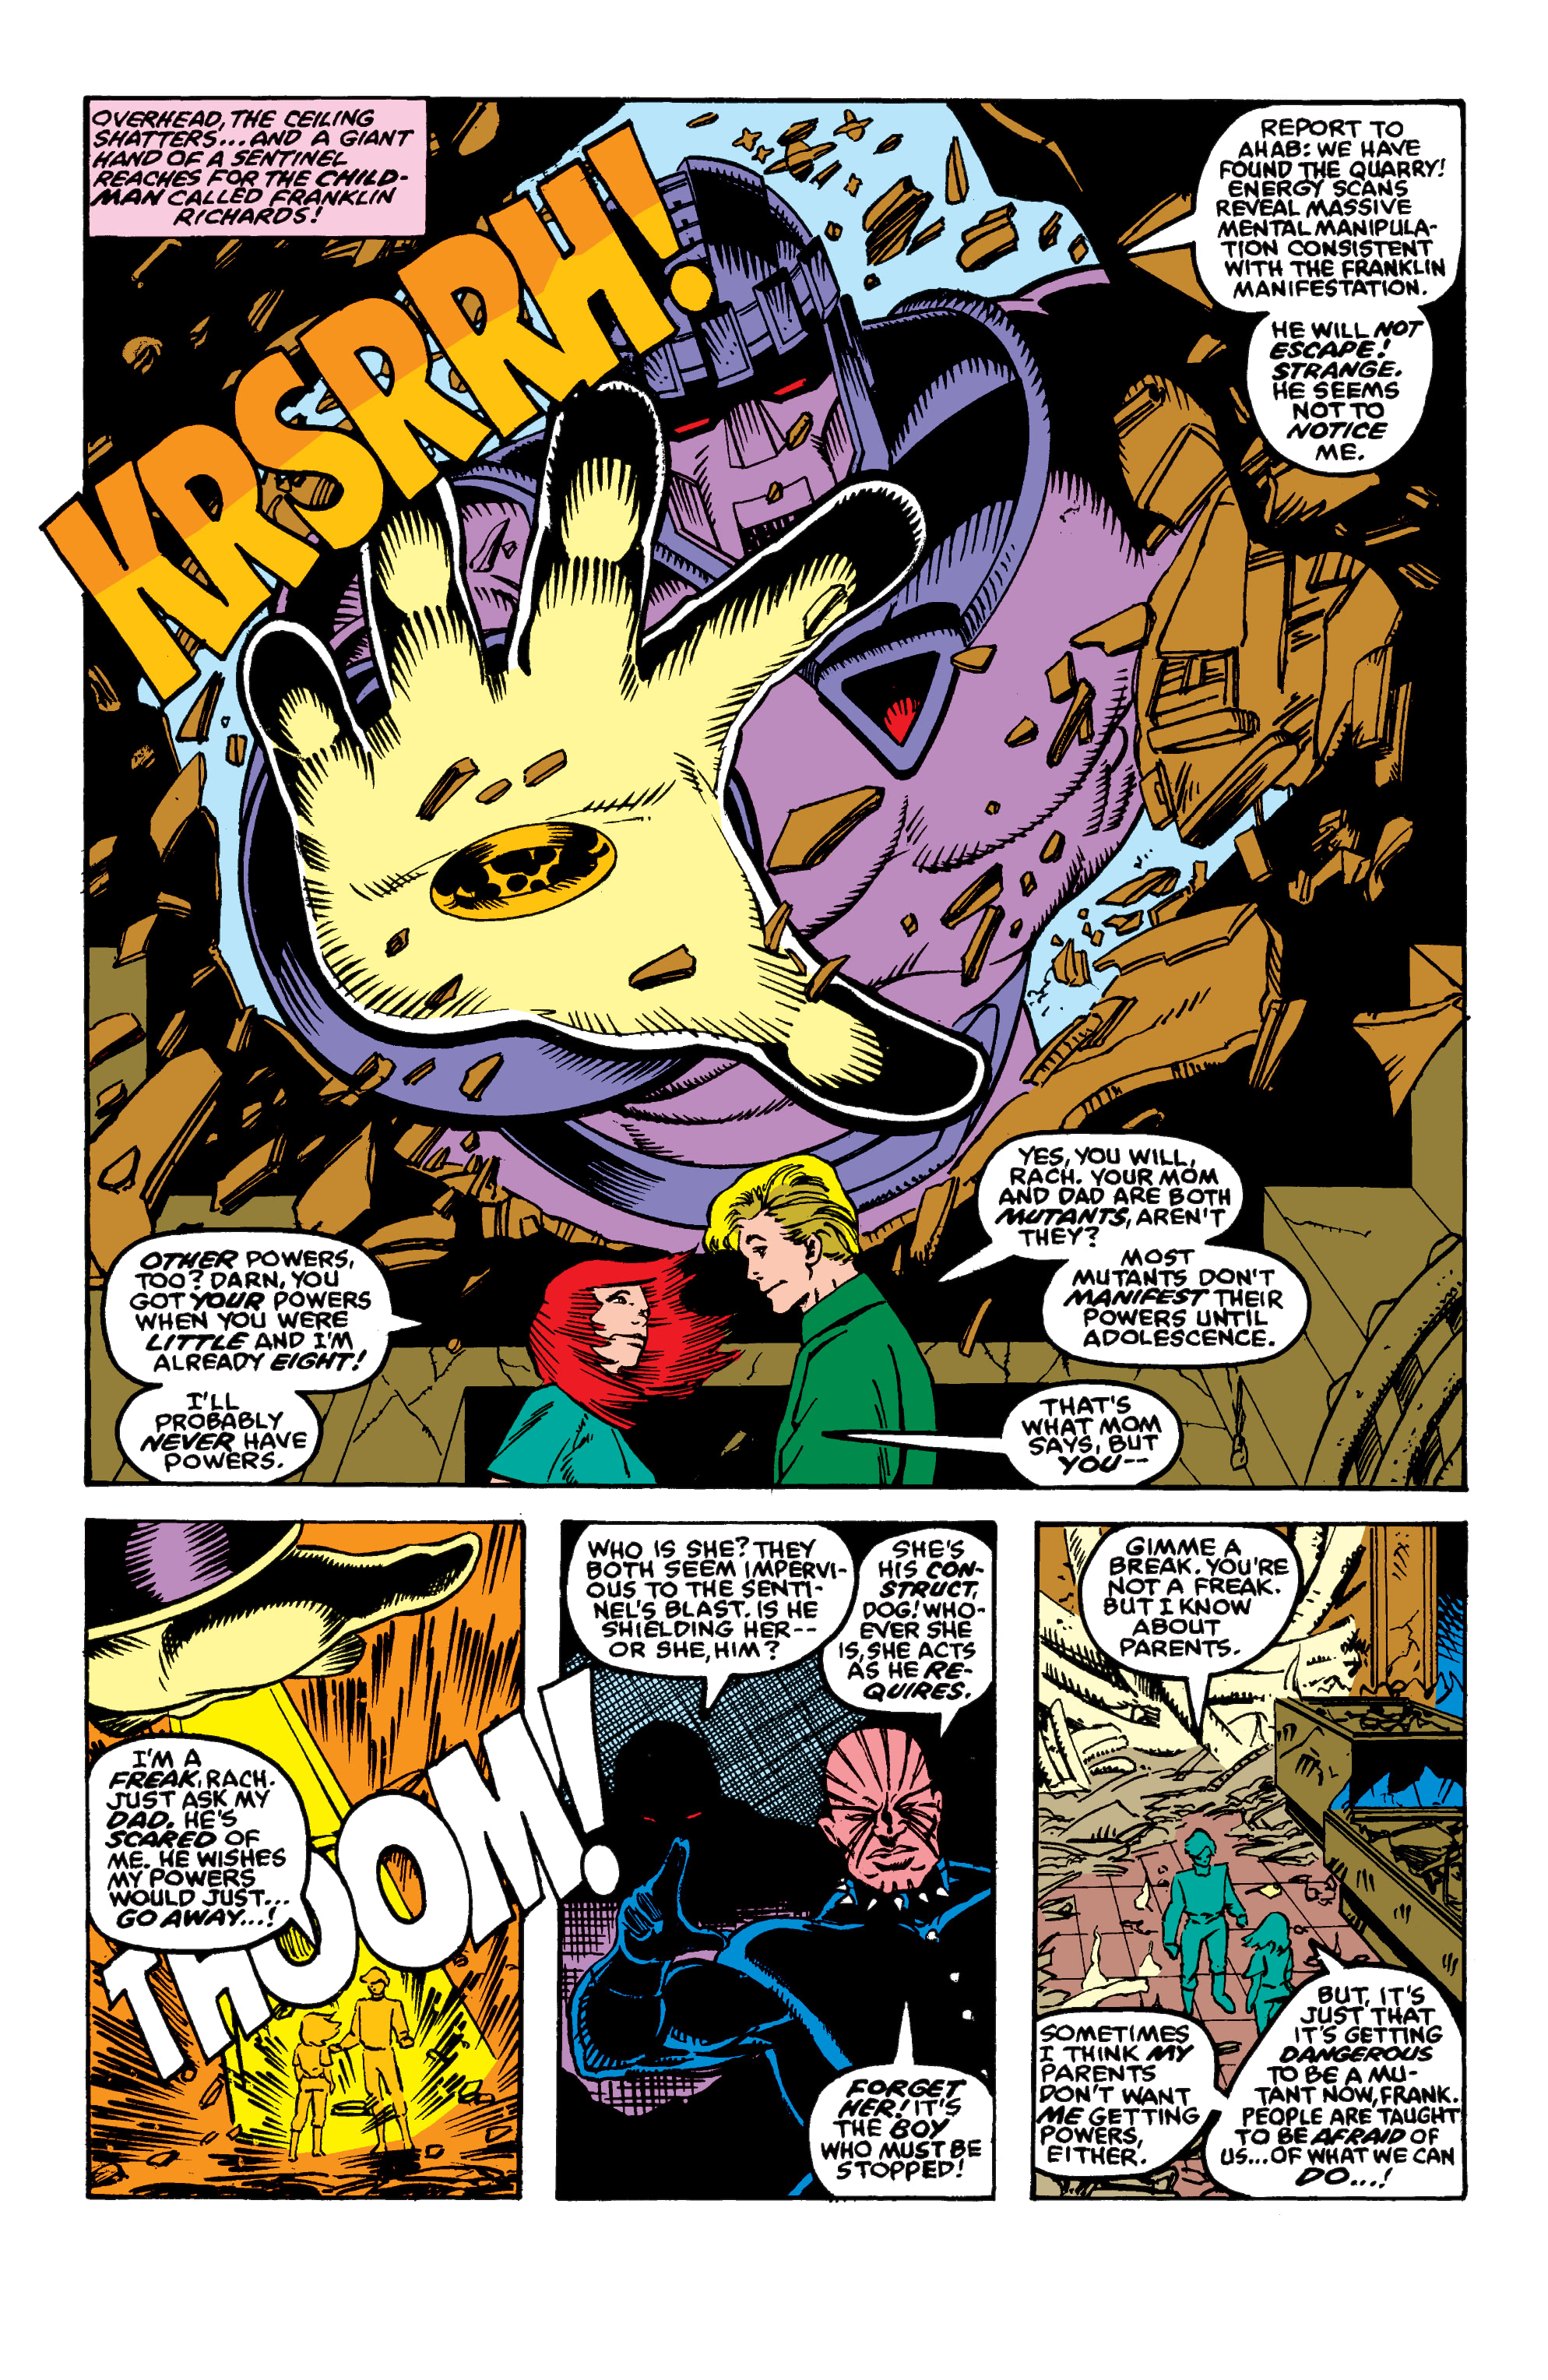 OVERHEAD, THE CEILING
SHATTERS...AND A GIANT
HAND OF A SENTINEL
REACHES FOR THE CHILD-
MAN CALLED FRANKLIN
RICHARDS!
KRSRRH!
REPORT TO
AHAB: WE HAVE
FOUND THE QUARRY!
ENERGY SCANS
REVEAL MASSIVE
MENTAL MANIPULA-
TION CONSISTENT
WITH THE FRANKLIN
MANIFESTATION.
HE WILL NOT
ESCAPE!
STRANGE.
HE SEEMS
NOT TO
NOTICE
ME.
OTHER POWERS,
TOO? DARN, YOU
GOT YOUR POWERS
WHEN YOU WERE
LITTLE AND I'M
ALREADY EIGHT!
I'LL
PROBABLY
NEVER HAVE
POWERS.
YES, YOU WILL,
RACH. YOUR MOM
AND DAD ARE BOTH
MUTANTS, AREN'T
THEY?
MOST
MUTANTS DON'T
MANIFEST THEIR
POWERS UNTIL
ADOLESCENCE.
THAT'S
WHAT MOM
SAYS, BUT
YOU--
I'M A
FREAK, RACH.
JUST ASK MY
DAD. HE'S
SCARED OF
ME. HE WISHES
MY POWERS
WOULD JUST...
GO AWAY...!
THOOM!
WHO IS SHE? THEY
BOTH SEEM IMPERVI-
OUS TO THE SENTI-
NEL'S BLAST. IS HE
SHIELDING HER--
OR SHE, HIM?
SHE'S
HIS CON-
STRUCT,
DOG! WHO-
EVER SHE
IS, SHE ACTS
AS HE RE-
QUIRES.
FORGET
HER! IT'S
THE BOY
WHO MUST BE
STOPPED!
GIMME A
BREAK. YOU'RE
NOT A FREAK.
BUT I KNOW
ABOUT
PARENTS.
SOMETIMES
I THINK MY
PARENTS
DON'T WANT
ME GETTING
POWERS,
EITHER.
BUT, IT'S
JUST THAT
IT'S GETTING
DANGEROUS
TO BE A MU-
TANT NOW, FRANK.
PEOPLE ARE TAUGHT
TO BE AFRAID OF
US...OF WHAT WE CAN
DO...!